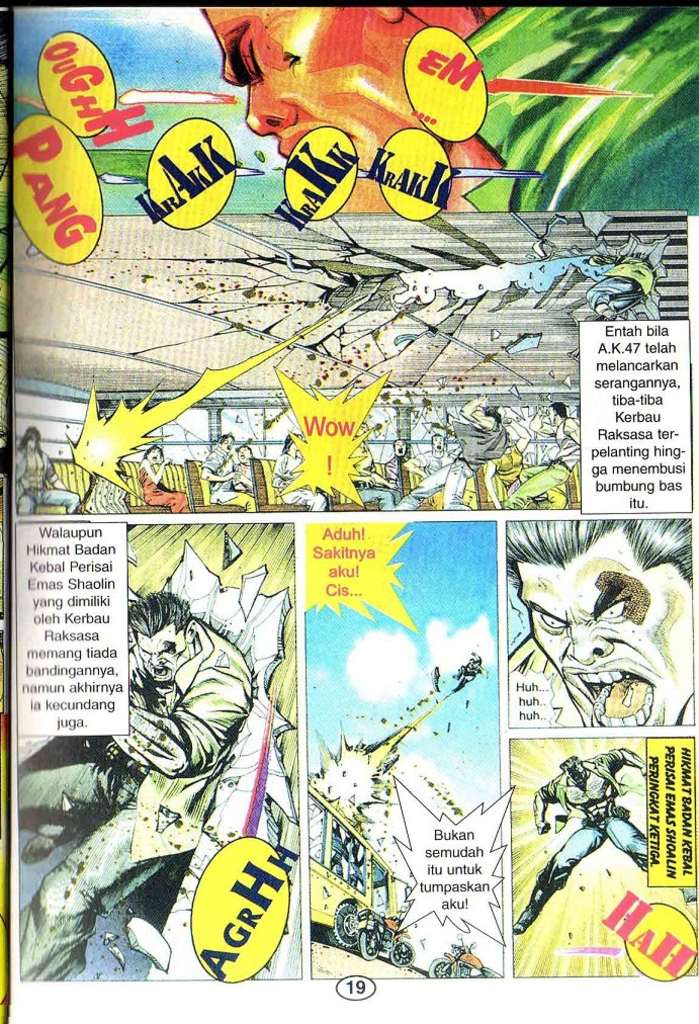 OUGHH
EM
....
PANG
KRAKK
KRAKK
KRAKK
Entah bila
A.K.47 telah
melancarkan
serangannya,
tiba-tiba
Kerbau
Raksasa ter-
pelanting hing-
ga menembusi
bumbung bas
itu.
Wow
!
Walaupun
Hikmat Badan
Kebal Perisai
Emas Shaolin
yang dimiliki
oleh Kerbau
Raksasa
memang tiada
bandingannya,
namun akhirnya
ia kecundang
juga.
AGRHH
Aduh!
Sakitnya
aku!
Cis...
Bukan
semudah
itu untuk
tumpaskan
aku!
Huh...
huh..
huh..
HIKMAT BADAN KEBAL
PERISAI EMAS SHOALIN
PERINGKAT KETIGA.
HAH
19